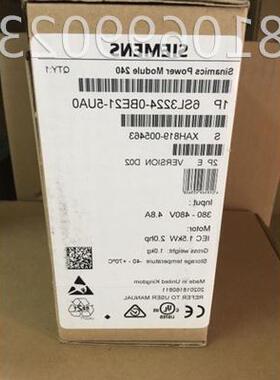 SIEMENS
Sinamics Power Module 240 QTY:1
1P 6SL3224-0BE21-5UA0
S XAH819-005463
2P E VERSION D02
Input:
380 - 480V 4.8A
Motor:
IEC 1.5kW 2.0hp
Gross weight: 1.0kg
Storage temperature -40 - +70°C
Made in United Kingdom
REFER TO USER MANUAL